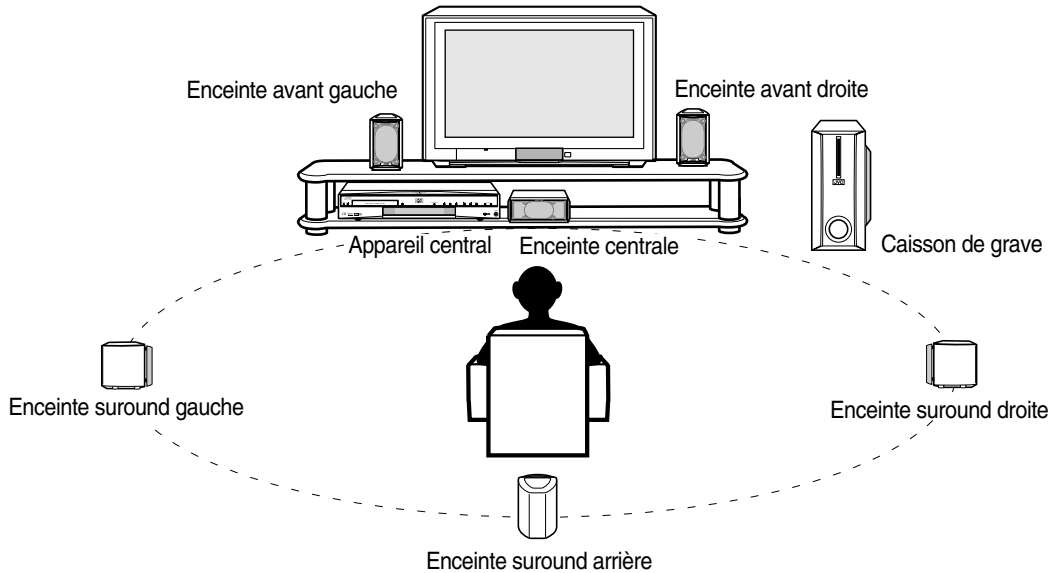 Enceinte avant gauche
Enceinte avant droite
JVC
Appareil central
Enceinte centrale
Caisson de grave
Enceinte suround gauche
Enceinte suround droite
Enceinte suround arrière